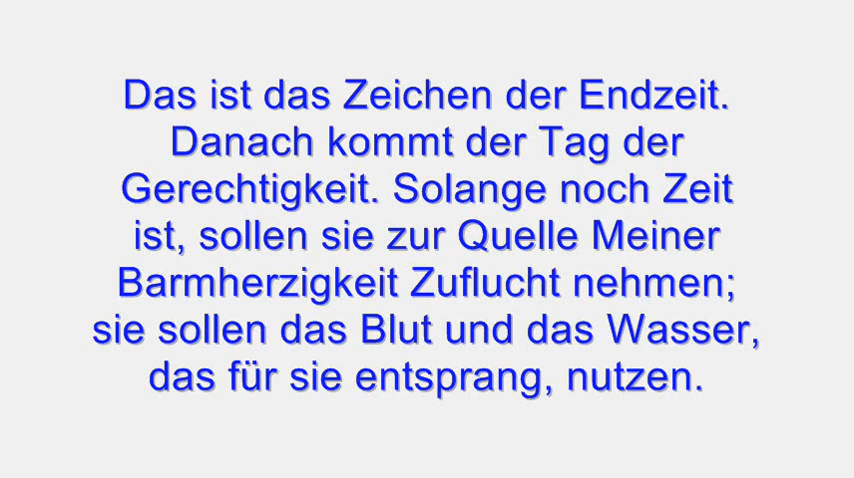 Das ist das Zeichen der Endzeit.
Danach kommt der Tag der
Gerechtigkeit. Solange noch Zeit
ist, sollen sie zur Quelle Meiner
Barmherzigkeit Zuflucht nehmen;
sie sollen das Blut und das Wasser,
das für sie entsprang, nutzen.